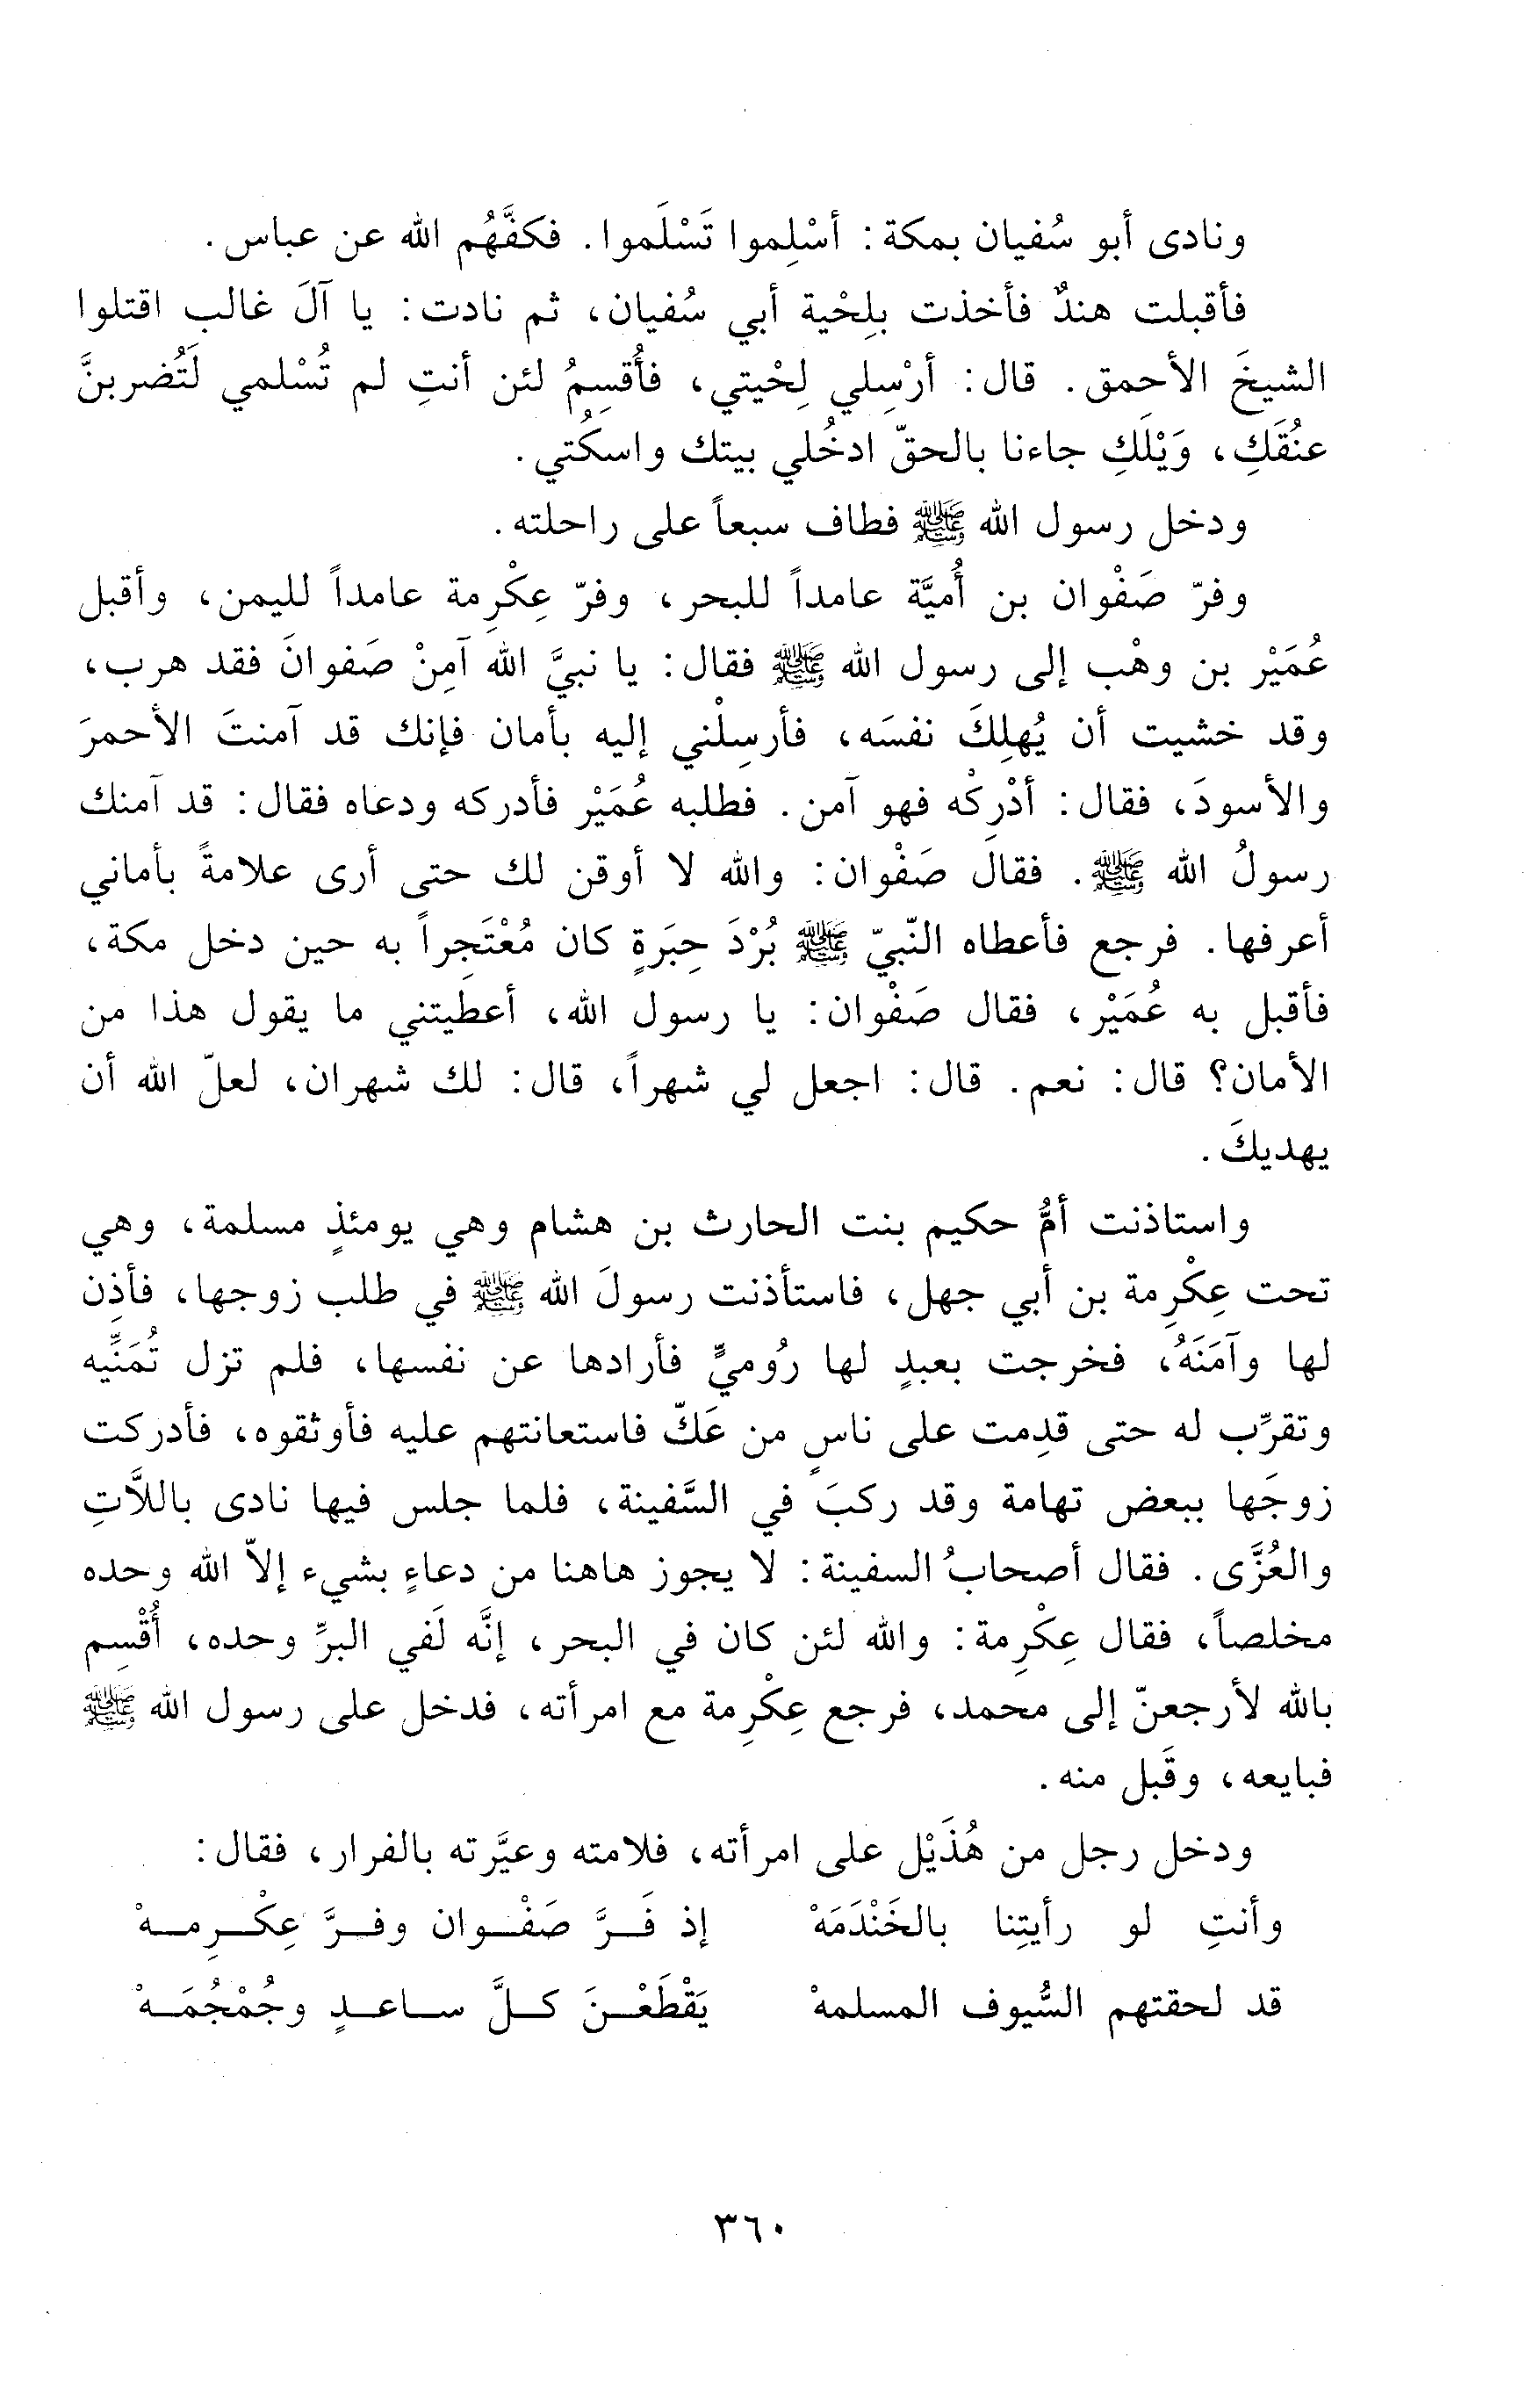 ونادى أبو سُفيان بمكة: أسْلِموا تَسْلَموا. فكفَّهُم الله عن عباس.
فأقبلت هندٌ فأخذت بلِحْية أبي سُفيان، ثم نادت: يا آلَ غالب اقتلوا
الشيخَ الأحمق. قال: أرْسِلي لِحْيتي، فأُقسِمُ لئن أنتِ لم تُسْلمي لَتُضربنَّ
عنُقَكِ، وَيْلَكِ جاءنا بالحقّ ادخُلي بيتك واسكُتي.
ودخل رسول الله ﷺ فطاف سبعاً على راحلته.
وفرّ صَفْوان بن أُميَّة عامداً للبحر، وفرّ عِكْرِمة عامداً لليمن، وأقبل
عُمَيْر بن وهْب إلى رسول الله ﷺ فقال: يا نبيَّ الله آمِنْ صَفوانَ فقد هرب،
وقد خشيت أن يُهلِكَ نفسَه، فأرسِلْني إليه بأمان فإنك قد آمنتَ الأحمرَ
والأسودَ، فقال: أدْرِكْه فهو آمن. فطلبه عُمَيْر فأدركه ودعاه فقال: قد آمنك
رسولُ الله ﷺ. فقال صَفْوان: والله لا أوقن لك حتى أرى علامةً بأماني
أعرفها. فرجع فأعطاه النّبيّ ﷺ بُرْدَ حِبَرةٍ كان مُعْتَجِراً به حين دخل مكة،
فأقبل به عُمَيْر، فقال صَفْوان: يا رسول الله، أعطيتني ما يقول هذا من
الأمان؟ قال: نعم. قال: اجعل لي شهراً، قال: لك شهران، لعلّ الله أن
يهديكَ.
واستاذنت أمُّ حكيم بنت الحارث بن هشام وهي يومئذٍ مسلمة، وهي
تحت عِكْرِمة بن أبي جهل، فاستأذنت رسولَ الله ﷺ في طلب زوجها، فأذِن
لها وآمَنَهُ، فخرجت بعبدٍ لها رُوميٍّ فأرادها عن نفسها، فلم تزل تُمَنِّيه
وتقرِّب له حتى قدِمت على ناسٍ من عَكّ فاستعانتهم عليه فأوثقوه، فأدركت
زوجَها ببعض تهامة وقد ركبَ في السَّفينة، فلما جلس فيها نادى باللاَّتِ
والعُزَّى. فقال أصحابُ السفينة: لا يجوز هاهنا من دعاءٍ بشيء إلاّ الله وحده
مخلصاً، فقال عِكْرِمة: والله لئن كان في البحر، إنَّه لَفي البرِّ وحده، أُقْسِم
بالله لأرجعنّ إلى محمد، فرجع عِكْرِمة مع امرأته، فدخل على رسول الله ﷺ
فبايعه، وقَبل منه.
ودخل رجل من هُذَيْل على امرأته، فلامته وعيَّرته بالفرار، فقال:
وأنتِ لو رأيتِنا بالخَنْدَمَهْ إذ فَرَّ صَفْوان وفرَّ عِكْرِمهْ
قد لحقتهم السُّيوف المسلمهْ يَقْطَعْنَ كلَّ ساعدٍ وجُمْجُمَهْ
٣٦٠